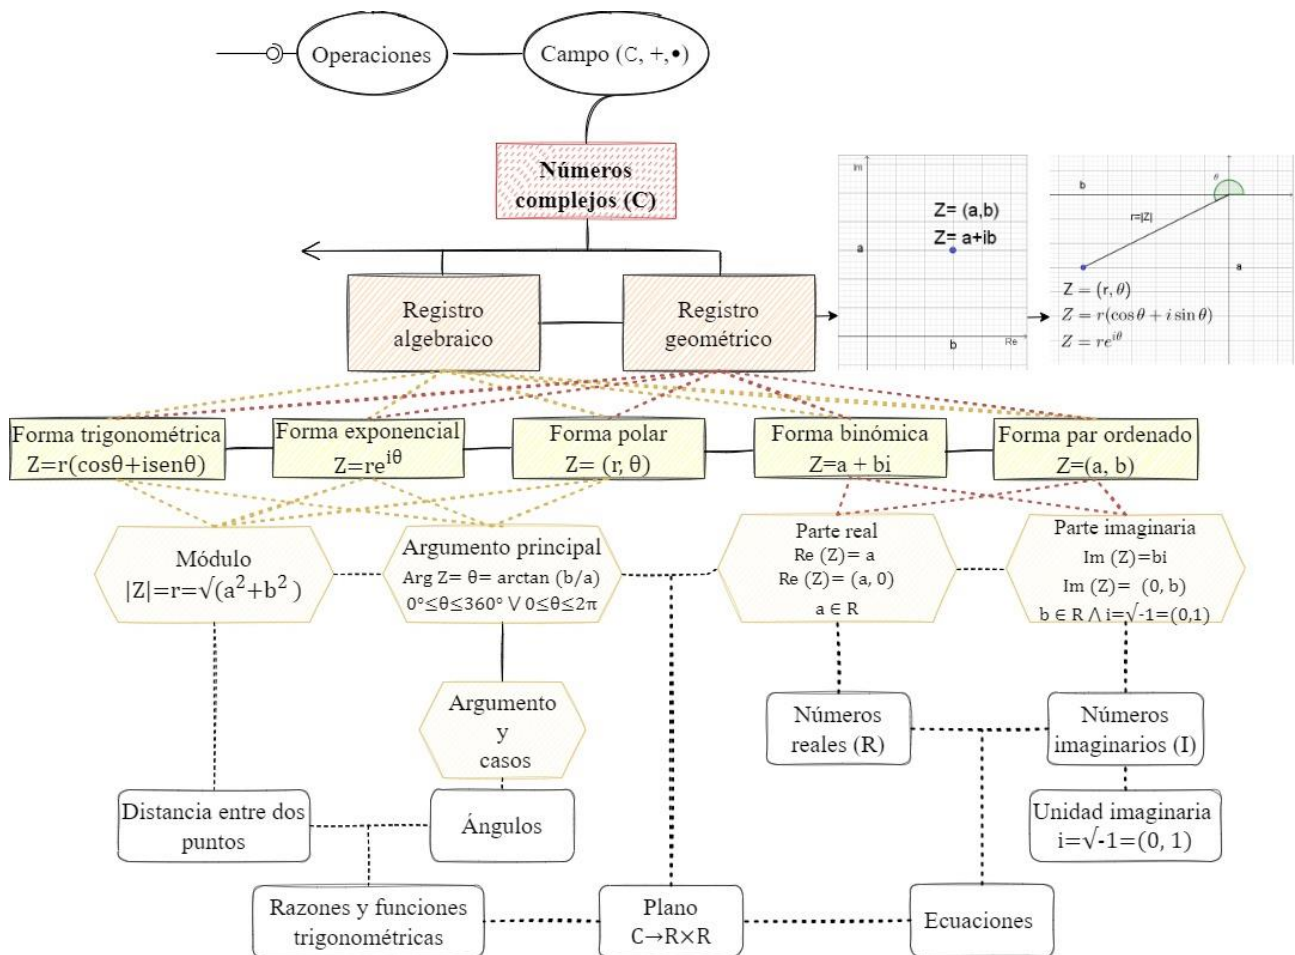 Operaciones
Campo (C, +,•)
Números
complejos (C)
Registro
algebraico
Registro
geométrico
Im
Z= (a,b)
Z= a+ib
a
b
Re
θ
b
r=|Z|
a
Z = (r, θ)
Z = r(cos θ + i sin θ)
Z = re^{iθ}
Forma trigonométrica
Z=r(cosθ+isenθ)
Forma exponencial
Z=re^{iθ}
Forma polar
Z= (r, θ)
Forma binómica
Z=a + bi
Forma par ordenado
Z=(a, b)
Módulo
|Z|=r=√(a²+b² )
Argumento principal
Arg Z= θ= arctan (b/a)
0°≤θ≤360° ⋁ 0≤θ≤2π
Parte real
Re (Z)= a
Re (Z)= (a, 0)
a ∈ R
Parte imaginaria
Im (Z)=bi
Im (Z)= (0, b)
b ∈ R ⋀ i=√-1=(0,1)
Argumento
y
casos
Números
reales (R)
Números
imaginarios (I)
Distancia entre dos
puntos
Ángulos
Unidad imaginaria
i=√-1=(0, 1)
Razones y funciones
trigonométricas
Plano
C→R×R
Ecuaciones